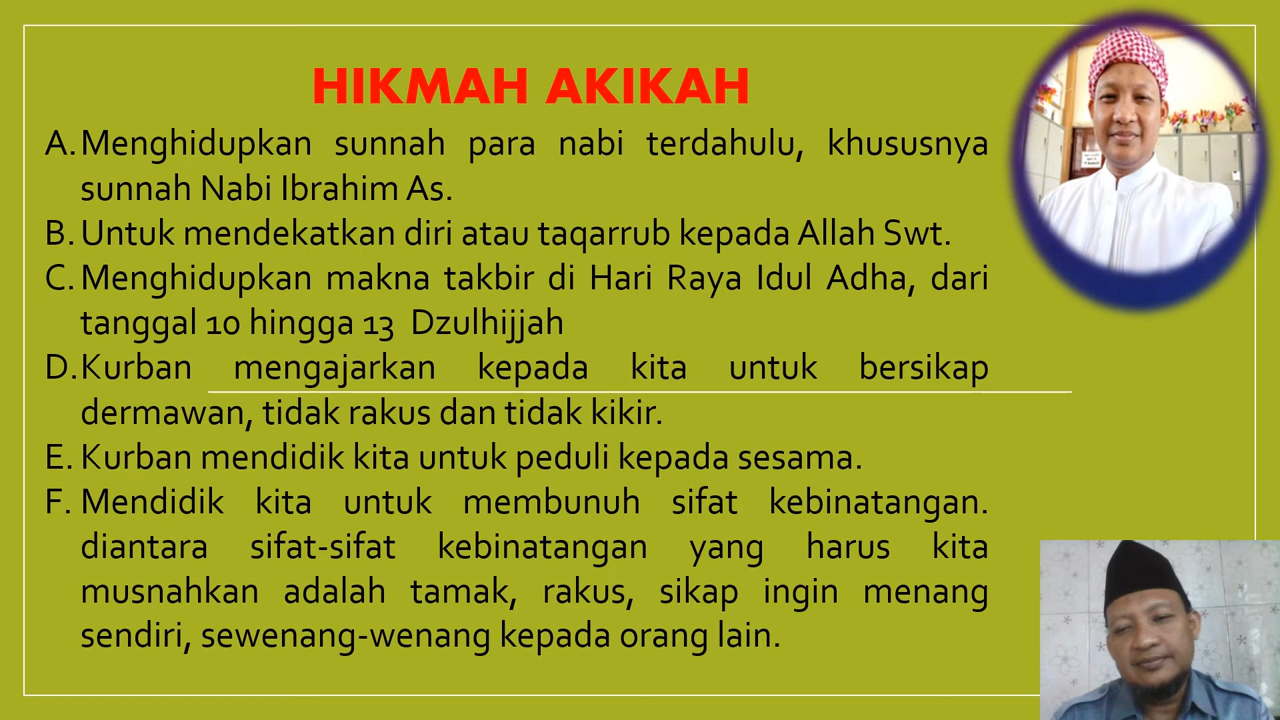 HIKMAH AKIKAH
A. Menghidupkan sunnah para nabi terdahulu, khususnya
sunnah Nabi Ibrahim As.
B. Untuk mendekatkan diri atau taqarrub kepada Allah Swt.
C. Menghidupkan makna takbir di Hari Raya Idul Adha, dari
tanggal 10 hingga 13 Dzulhijjah
D. Kurban mengajarkan kepada kita untuk bersikap
dermawan, tidak rakus dan tidak kikir.
E. Kurban mendidik kita untuk peduli kepada sesama.
F. Mendidik kita untuk membunuh sifat kebinatangan.
diantara sifat-sifat kebinatangan yang harus kita
musnahkan adalah tamak, rakus, sikap ingin menang
sendiri, sewenang-wenang kepada orang lain.